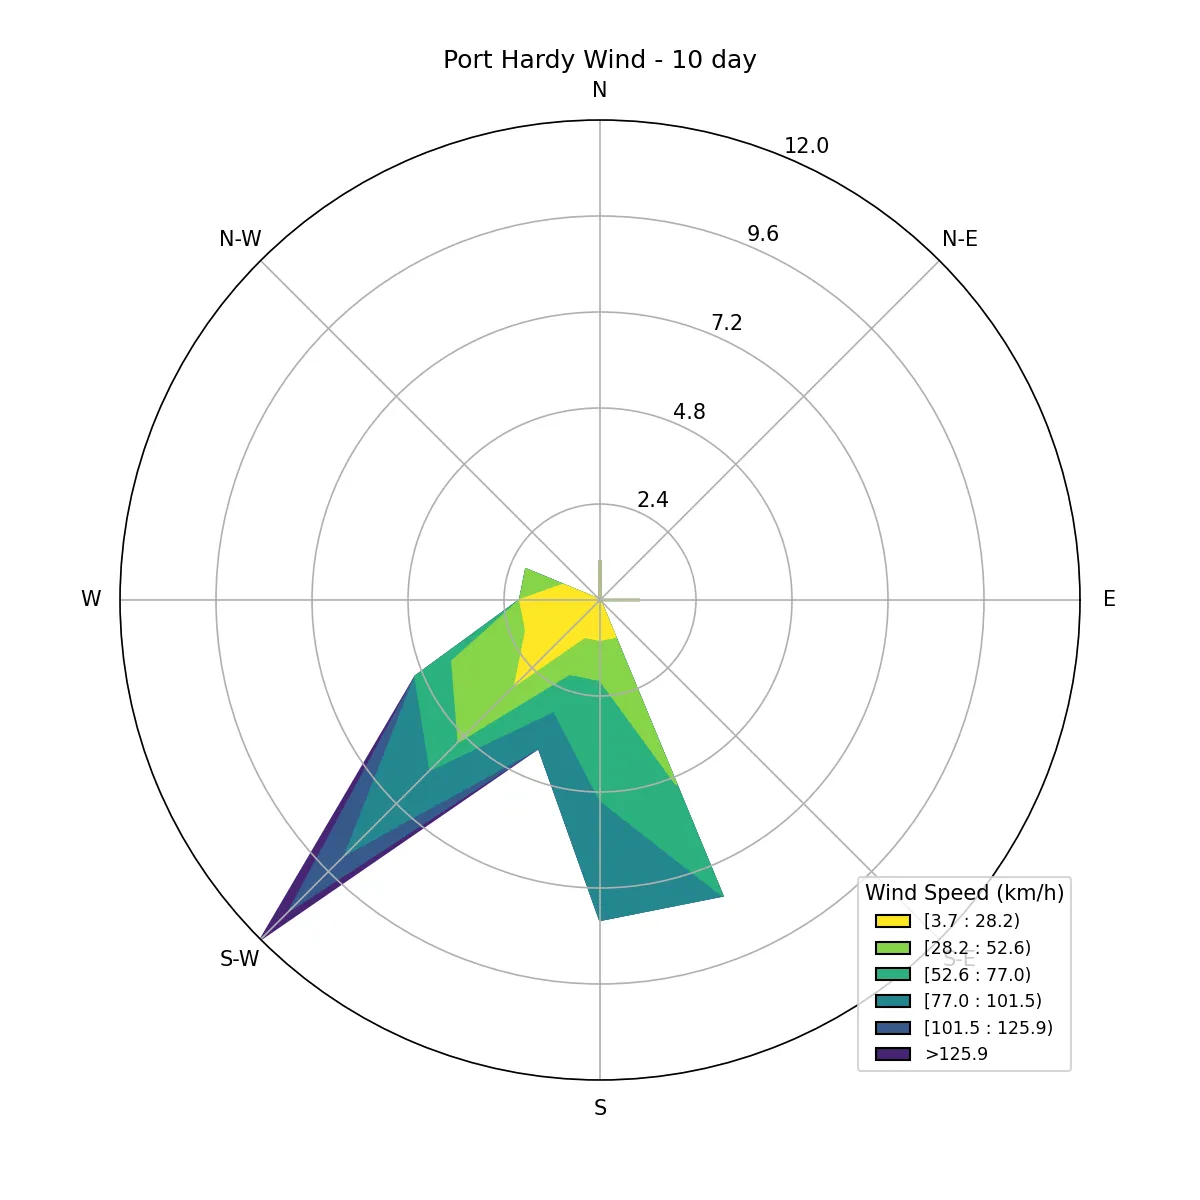 Port Hardy Wind - 10 day
N
12.0
N-W
9.6
N-E
7.2
4.8
2.4
W
E
Wind Speed (km/h)
[3.7 : 28.2)
[28.2 : 52.6)
S-W
S-E
[52.6 : 77.0)
[77.0 : 101.5)
[101.5 : 125.9)
>125.9
S